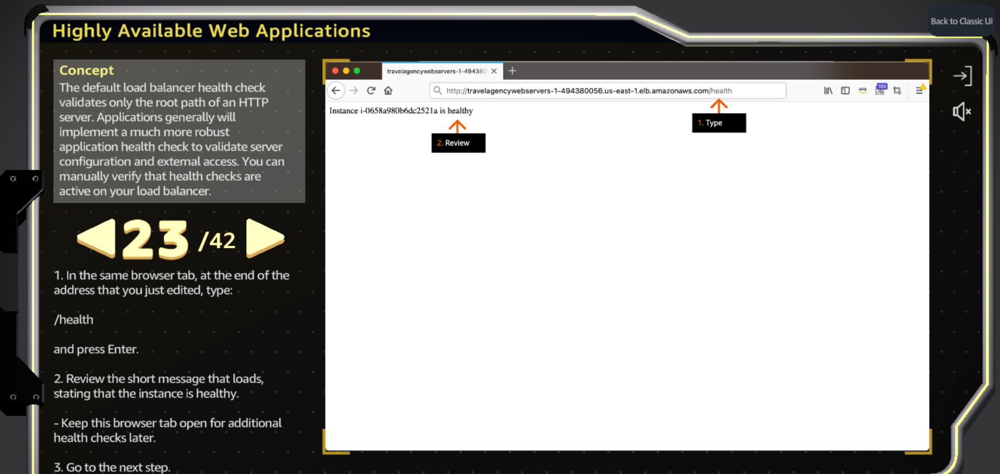 Back to Classic UI
Highly Available Web Applications
Concept
The default load balancer health check
validates only the root path of an HTTP
server. Applications generally will
implement a much more robust
application health check to validate server
configuration and external access. You can
manually verify that health checks are
active on your load balancer.
23 /42
1. In the same browser tab, at the end of the
address that you just edited, type:
/health
and press Enter.
2. Review the short message that loads,
stating that the instance is healthy.
- Keep this browser tab open for additional
health checks later.
3. Go to the next step.
travelagencywebservers-1-494380
http://travelagencywebservers-1-494380056.us-east-1.elb.amazonaws.com/health
100
Instance i-0658a980b6dc2521a is healthy
1. Type
2. Review